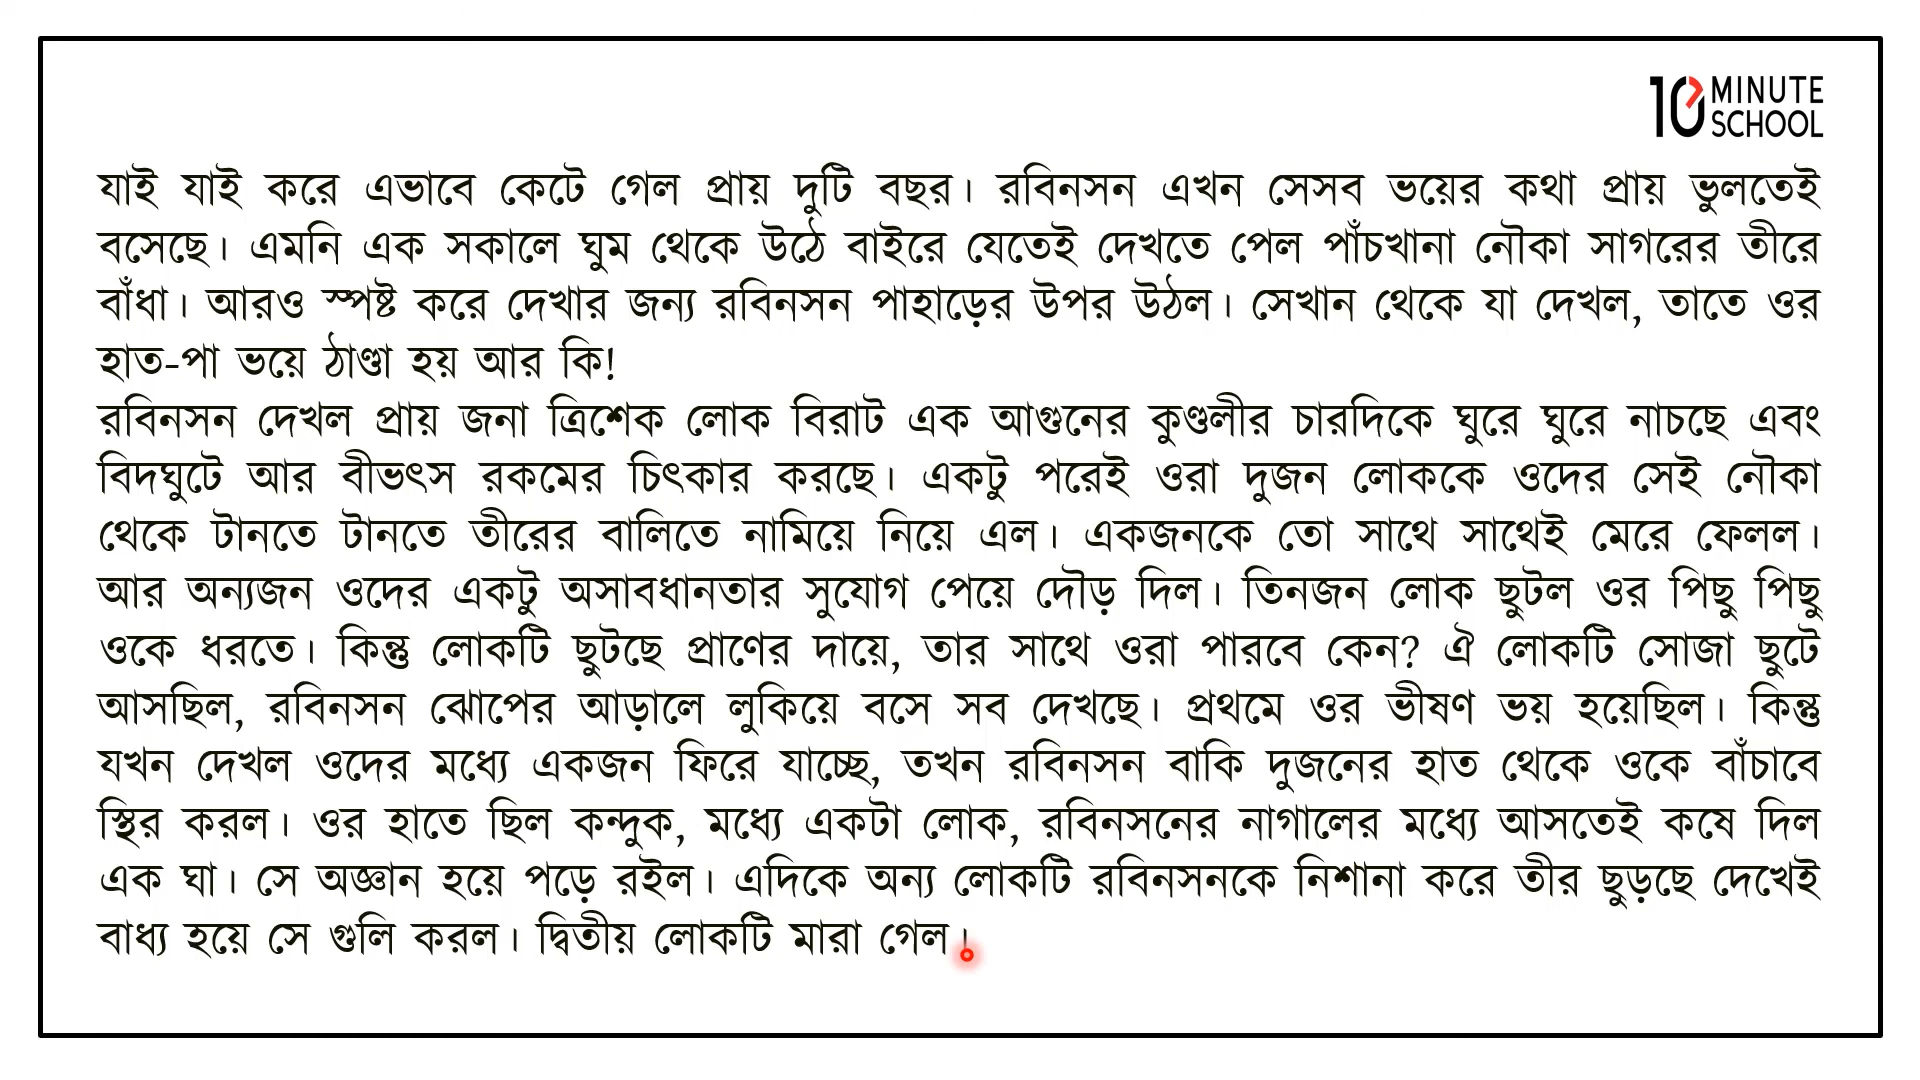 10 MINUTE
SCHOOL
যাই যাই করে এভাবে কেটে গেল প্রায় দুটি বছর। রবিনসন এখন সেসব ভয়ের কথা প্রায় ভুলতেই
বসেছে। এমনি এক সকালে ঘুম থেকে উঠে বাইরে যেতেই দেখতে পেল পাঁচখানা নৌকা সাগরের তীরে
বাঁধা। আরও স্পষ্ট করে দেখার জন্য রবিনসন পাহাড়ের উপর উঠল। সেখান থেকে যা দেখল, তাতে ওর
হাত-পা ভয়ে ঠাণ্ডা হয় আর কি!
রবিনসন দেখল প্রায় জনা ত্রিশেক লোক বিরাট এক আগুনের কুণ্ডলীর চারদিকে ঘুরে ঘুরে নাচছে এবং
বিদঘুটে আর বীভৎস রকমের চিৎকার করছে। একটু পরেই ওরা দুজন লোককে ওদের সেই নৌকা
থেকে টানতে টানতে তীরের বালিতে নামিয়ে নিয়ে এল। একজনকে তো সাথে সাথেই মেরে ফেলল।
আর অন্যজন ওদের একটু অসাবধানতার সুযোগ পেয়ে দৌড় দিল। তিনজন লোক ছুটল ওর পিছু পিছু
ওকে ধরতে। কিন্তু লোকটি ছুটছে প্রাণের দায়ে, তার সাথে ওরা পারবে কেন? ঐ লোকটি সোজা ছুটে
আসছিল, রবিনসন ঝোপের আড়ালে লুকিয়ে বসে সব দেখছে। প্রথমে ওর ভীষণ ভয় হয়েছিল। কিন্তু
যখন দেখল ওদের মধ্যে একজন ফিরে যাচ্ছে, তখন রবিনসন বাকি দুজনের হাত থেকে ওকে বাঁচাবে
স্থির করল। ওর হাতে ছিল কন্দুক, মধ্যে একটা লোক, রবিনসনের নাগালের মধ্যে আসতেই কষে দিল
এক ঘা। সে অজ্ঞান হয়ে পড়ে রইল। এদিকে অন্য লোকটি রবিনসনকে নিশানা করে তীর ছুড়ছে দেখেই
বাধ্য হয়ে সে গুলি করল। দ্বিতীয় লোকটি মারা গেল।